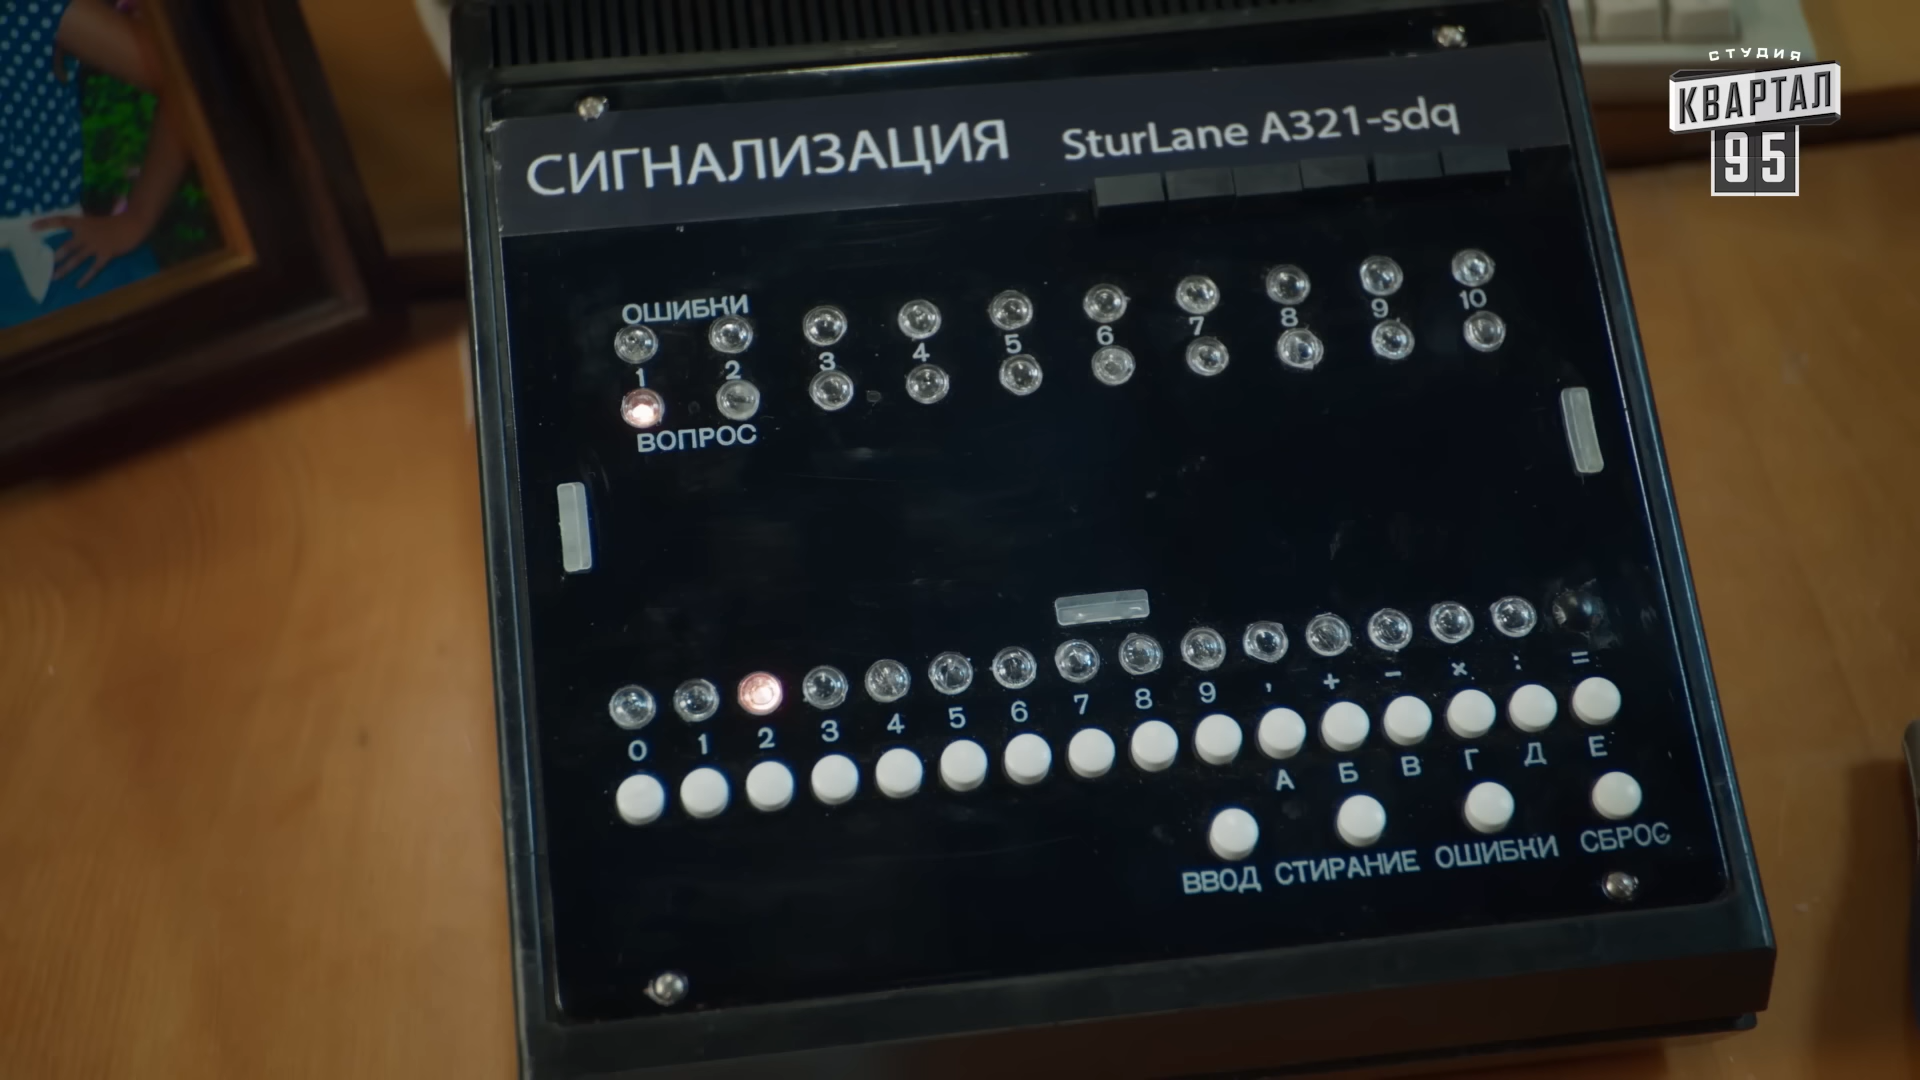 СТУДИЯ
КВАРТАЛ
95
СИГНАЛИЗАЦИЯ SturLane A321-sdq
ОШИБКИ
1 2 3 4 5 6 7 8 9 10
ВОПРОС
0 1 2 3 4 5 6 7 8 9 , + - × : =
А Б В Г Д Е
ВВОД СТИРАНИЕ ОШИБКИ СБРОС